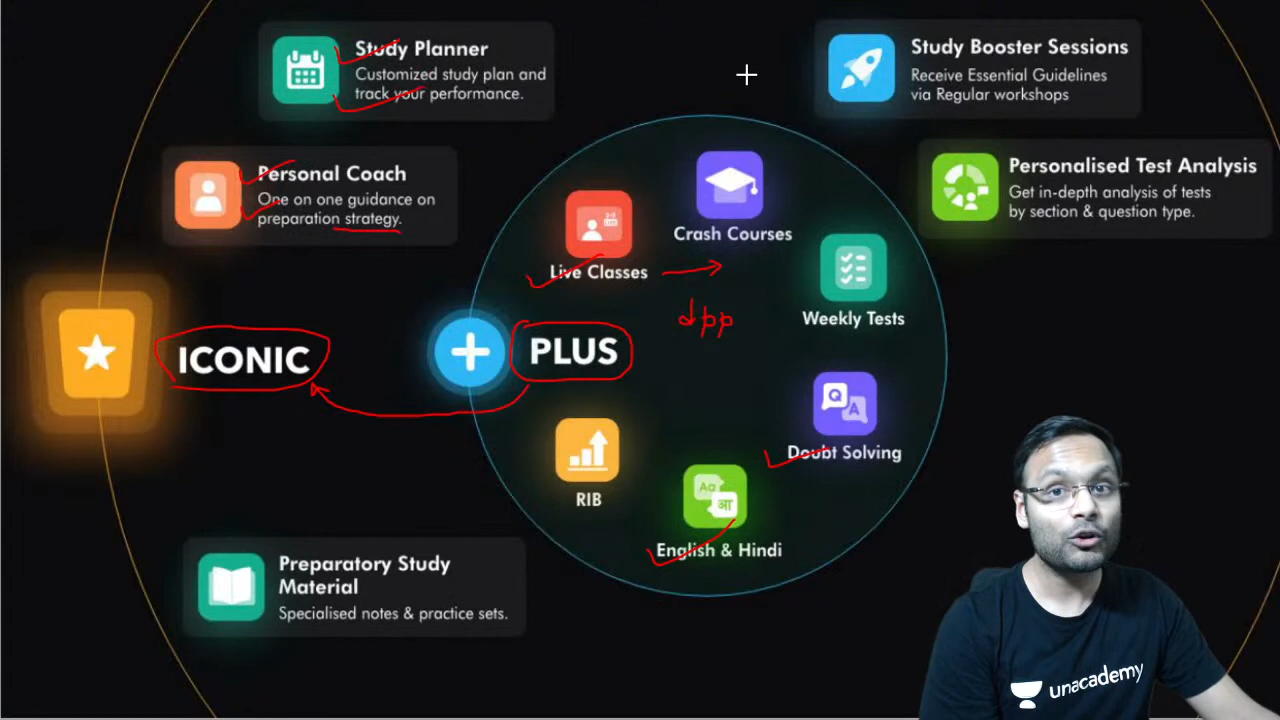 Study Planner
Customized study plan and
track your performance.
Study Booster Sessions
Receive Essential Guidelines
via Regular workshops
Personal Coach
One on one guidance on
preparation strategy.
Personalised Test Analysis
Get in-depth analysis of tests
by section & question type.
Crash Courses
Live Classes
Weekly Tests
dpp
ICONIC
PLUS
Q
A
Doubt Solving
RIB
Aa
आ
English & Hindi
Preparatory Study
Material
Specialised notes & practice sets.
unacademy